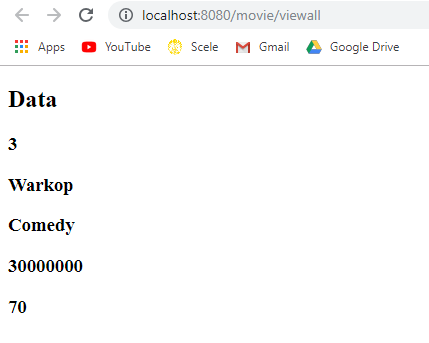 localhost:8080/movie/viewall
Apps YouTube Scele Gmail Google Drive
Data
3
Warkop
Comedy
30000000
70